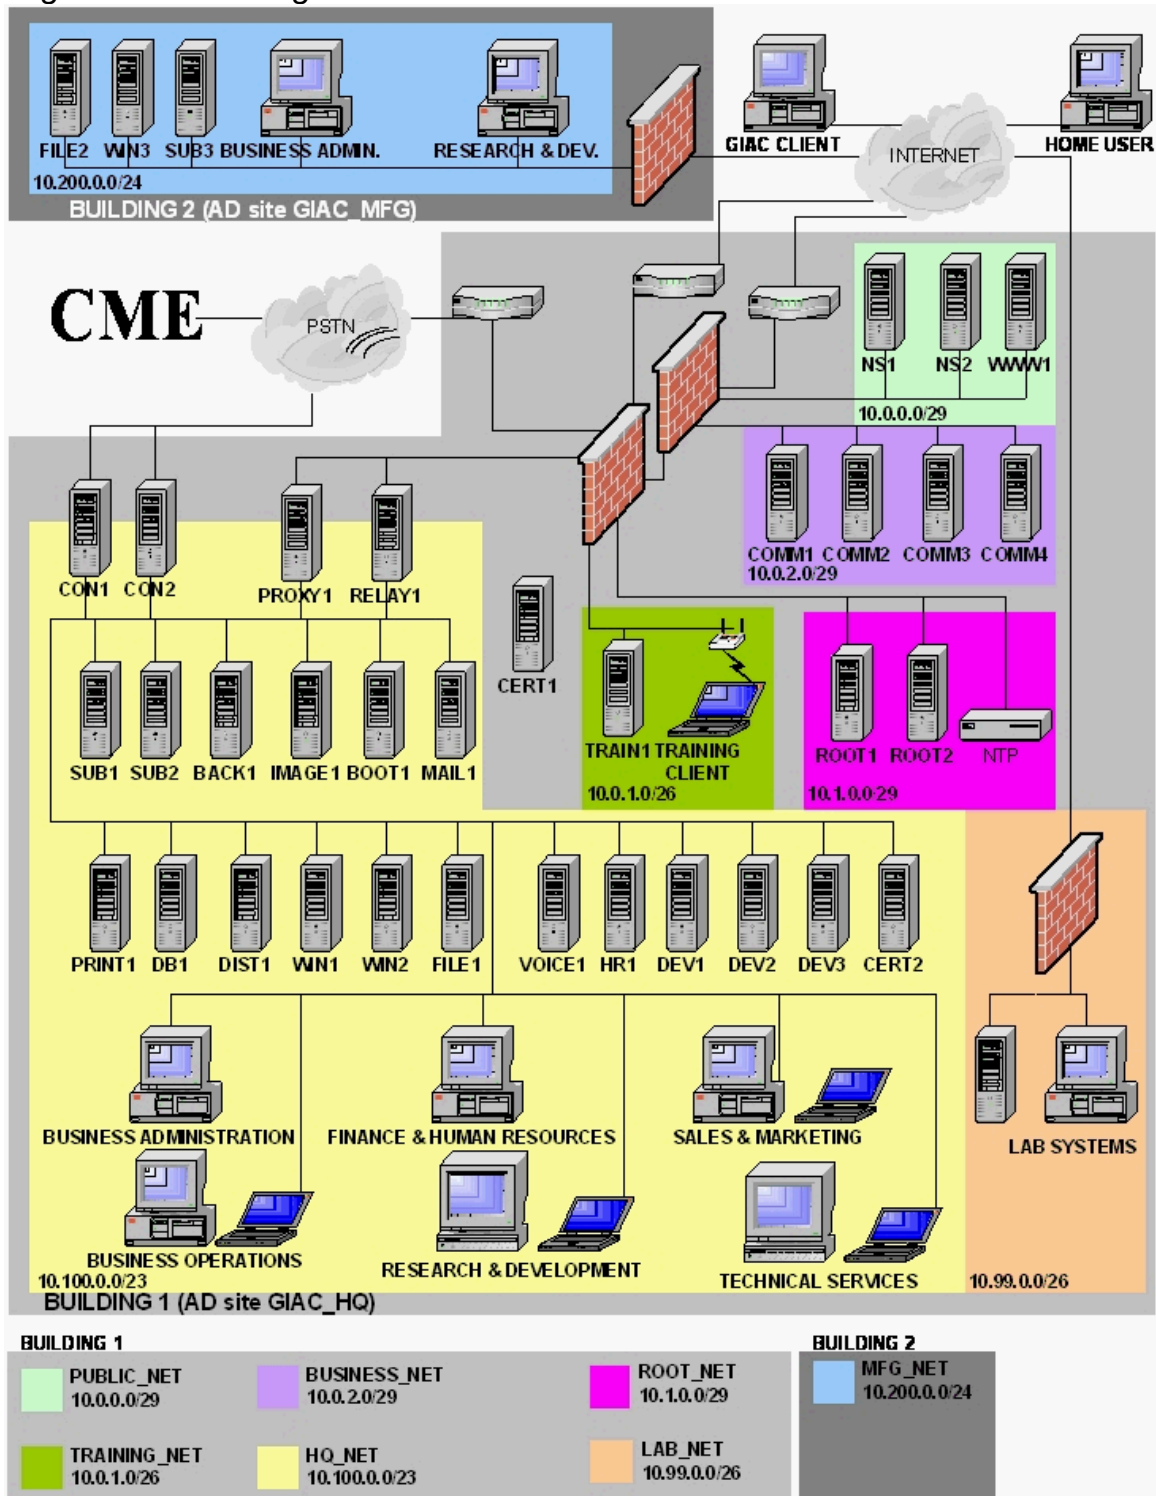 FILE2 WIN3 SUB3 BUSINESS ADMIN. RESEARCH & DEV.
10.200.0.0/24
BUILDING 2 (AD site GIAC_MFG)
GIAC CLIENT
INTERNET
HOME USER
CME
PSTN
NS1 NS2 WWW1
10.0.0.0/29
COMM1 COMM2 COMM3 COMM4
10.0.2.0/29
CON1 CON2 PROXY1 RELAY1
CERT1
SUB1 SUB2 BACK1 IMAGE1 BOOT1 MAIL1
TRAIN1 TRAINING
CLIENT
10.0.1.0/26
ROOT1 ROOT2 NTP
10.1.0.0/29
PRINT1 DB1 DIST1 WIN1 WIN2 FILE1 VOICE1 HR1 DEV1 DEV2 DEV3 CERT2
BUSINESS ADMINISTRATION FINANCE & HUMAN RESOURCES SALES & MARKETING
LAB SYSTEMS
BUSINESS OPERATIONS RESEARCH & DEVELOPMENT TECHNICAL SERVICES
10.100.0.0/23
10.99.0.0/26
BUILDING 1 (AD site GIAC_HQ)
BUILDING 1
PUBLIC_NET
10.0.0.0/29
BUSINESS_NET
10.0.2.0/29
ROOT_NET
10.1.0.0/29
TRAINING_NET
10.0.1.0/26
HQ_NET
10.100.0.0/23
LAB_NET
10.99.0.0/26
BUILDING 2
MFG_NET
10.200.0.0/24